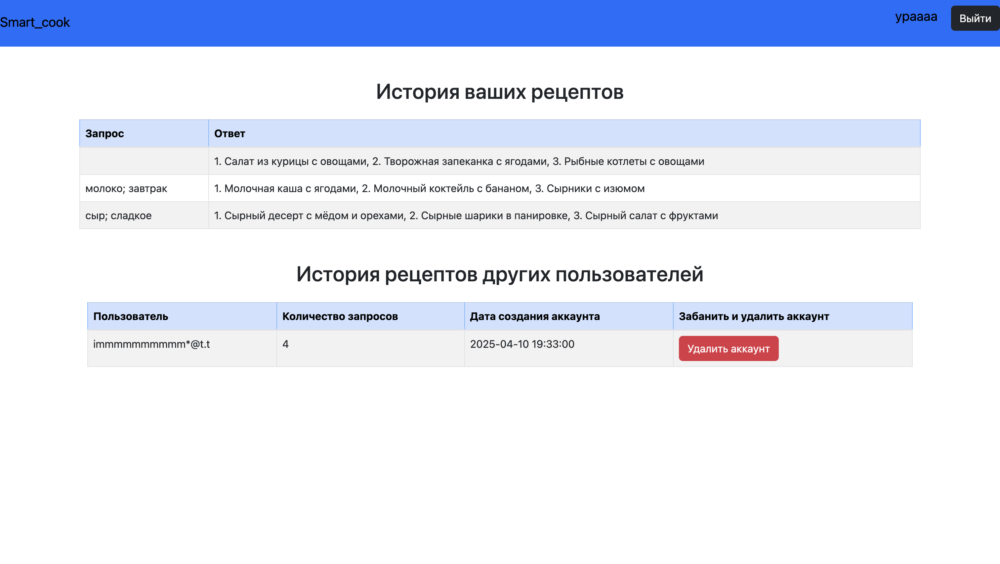 Smart_cook
ураааа
Выйти
История ваших рецептов
Запрос Ответ
1. Салат из курицы с овощами, 2. Творожная запеканка с ягодами, 3. Рыбные котлеты с овощами
молоко; завтрак 1. Молочная каша с ягодами, 2. Молочный коктейль с бананом, 3. Сырники с изюмом
сыр; сладкое 1. Сырный десерт с мёдом и орехами, 2. Сырные шарики в панировке, 3. Сырный салат с фруктами
История рецептов других пользователей
Пользователь Количество запросов Дата создания аккаунта Забанить и удалить аккаунт
immmmmmmmmm*@t.t 4 2025-04-10 19:33:00 Удалить аккаунт